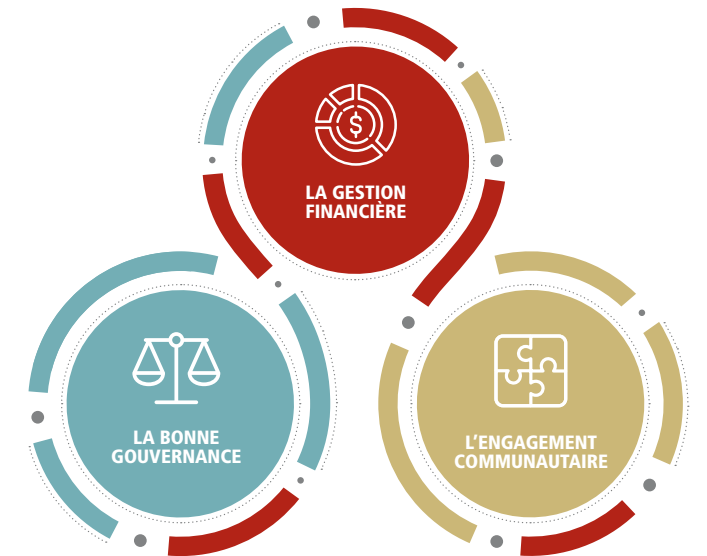 $
LA GESTION
FINANCIÈRE
LA BONNE
GOUVERNANCE
L'ENGAGEMENT
COMMUNAUTAIRE